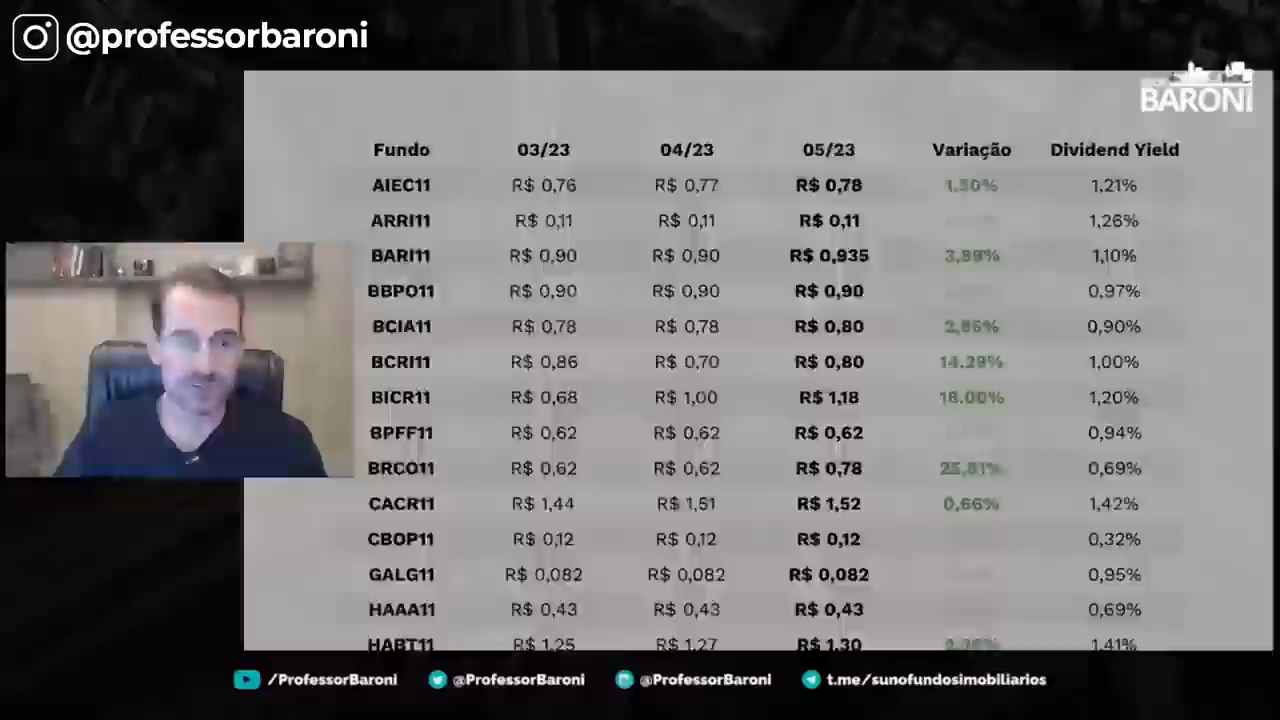 @professorbaroni
BARONI
Fundo 03/23 04/23 05/23 Variação Dividend Yield
AIEC11 R$ 0,76 R$ 0,77 R$ 0,78 1,30% 1,21%
ARRI11 R$ 0,11 R$ 0,11 R$ 0,11 1,26%
BARI11 R$ 0,90 R$ 0,90 R$ 0,935 3,89% 1,10%
BBPO11 R$ 0,90 R$ 0,90 R$ 0,90 0,97%
BCIA11 R$ 0,78 R$ 0,78 R$ 0,80 0,90%
BCRI11 R$ 0,86 R$ 0,70 R$ 0,80 14,29% 1,00%
BICR11 R$ 0,68 R$ 1,00 R$ 1,18 18,00% 1,20%
BPFF11 R$ 0,62 R$ 0,62 R$ 0,62 0,94%
BRCO11 R$ 0,62 R$ 0,62 R$ 0,78 25,81% 0,69%
CACR11 R$ 1,44 R$ 1,51 R$ 1,52 0,66% 1,42%
CBOP11 R$ 0,12 R$ 0,12 R$ 0,12 0,32%
GALG11 R$ 0,082 R$ 0,082 R$ 0,082 0,95%
HAAA11 R$ 0,43 R$ 0,43 R$ 0,43 0,69%
HABT11 R$ 1,25 R$ 1,27 R$ 1,30 1,41%
/ProfessorBaroni @ProfessorBaroni @ProfessorBaroni t.me/sunofundosimobiliarios